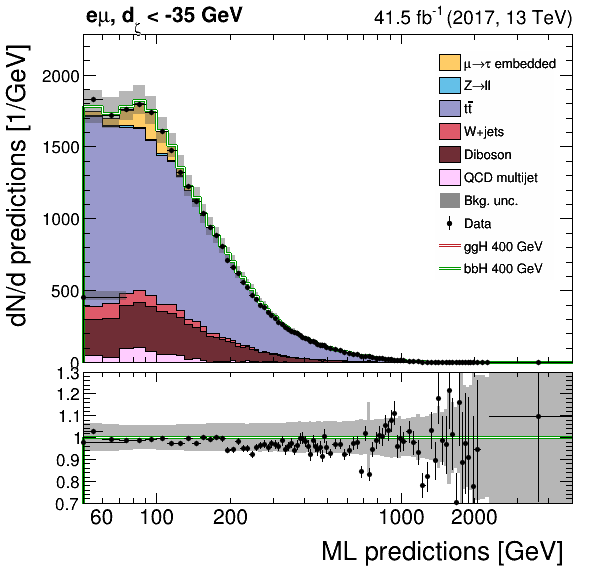 eμ, dζ < -35 GeV
41.5 fb⁻¹ (2017, 13 TeV)
dN/d predictions [1/GeV]
2000
1500
1000
500
0
μ→τ embedded
Z→ll
tt̄
W+jets
Diboson
QCD multijet
Bkg. unc.
Data
ggH 400 GeV
bbH 400 GeV
1.3
1.2
1.1
1
0.9
0.8
0.7
60 100 200 1000 2000
ML predictions [GeV]